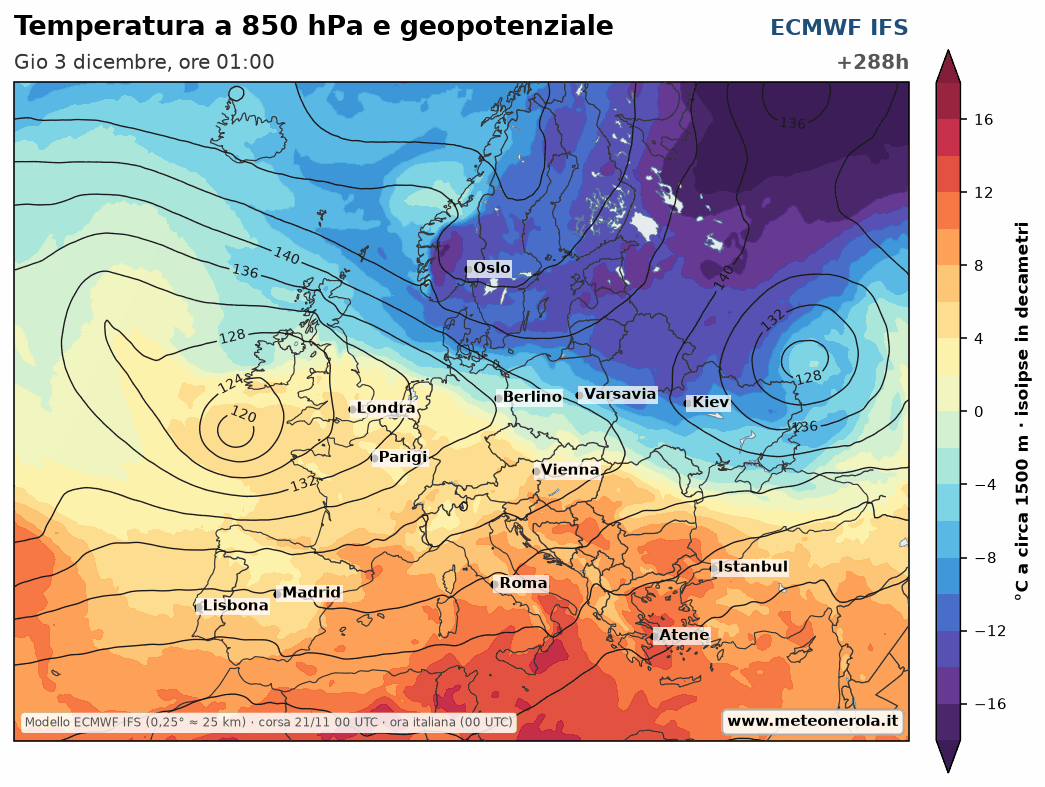 Temperatura a 850 hPa e geopotenziale
ECMWF IFS
Gio 3 dicembre, ore 01:00
+288h
136
140
136
Oslo
140
132
128
128
124
120
Londra
Berlino
Varsavia
Kiev
136
Parigi
Vienna
132
Istanbul
Roma
Madrid
Lisbona
Atene
Modello ECMWF IFS (0,25° ≈ 25 km) · corsa 21/11 00 UTC · ora italiana (00 UTC)
www.meteonerola.it
16
12
8
4
0
−4
−8
−12
−16
°C a circa 1500 m · isoipse in decametri